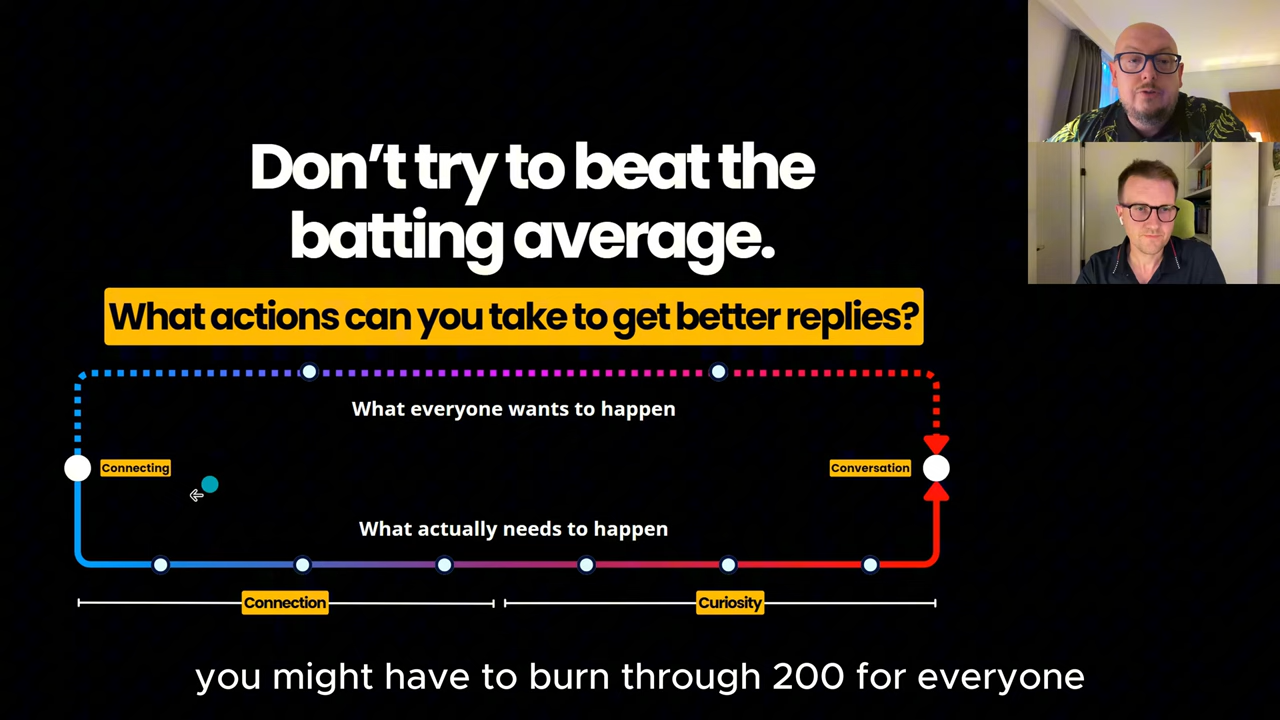 Don’t try to beat the
batting average.
What actions can you take to get better replies?
What everyone wants to happen
Connecting
Conversation
What actually needs to happen
Connection
Curiosity
you might have to burn through 200 for everyone